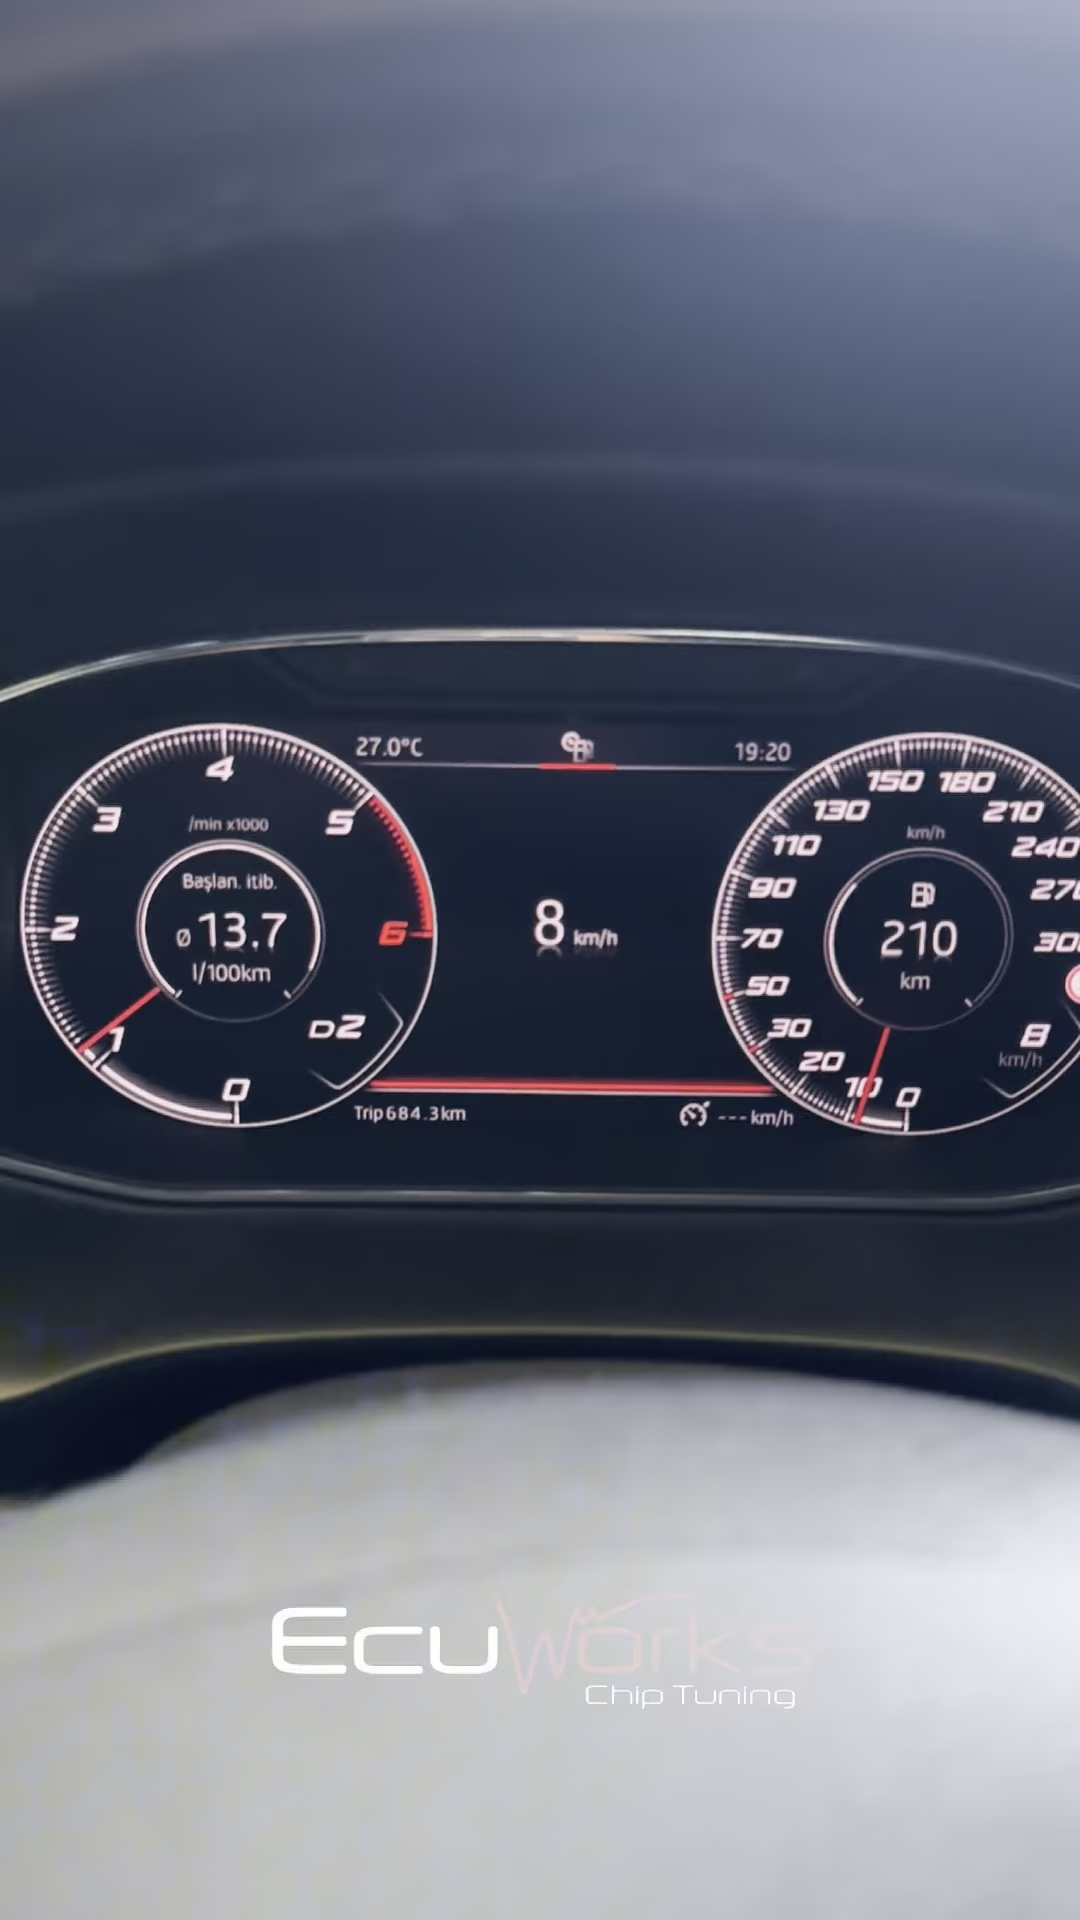 27.0°C
19:20
4
3
5
/min x1000
Başlan. itib.
ø 13.7
l/100km
2
6
1
D2
0
8 km/h
Trip 684.3 km
--- km/h
150 180
130
210
km/h
110
240
90
210
km
70
50
30
8
km/h
20
10
0
EcuWorks
Chip Tuning